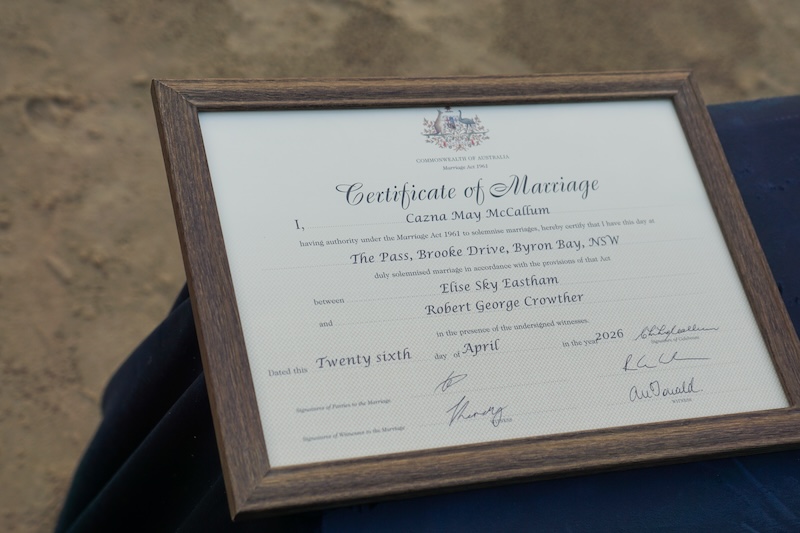 COMMONWEALTH OF AUSTRALIA
Marriage Act 1961
Certificate of Marriage
I, Cazna May McCallum
having authority under the Marriage Act 1961 to solemnise marriages, hereby certify that I have this day at
The Pass, Brooke Drive, Byron Bay, NSW
duly solemnised marriage in accordance with the provisions of that Act
between Elise Sky Eastham
and Robert George Crowther
in the presence of the undersigned witnesses.
Dated this Twenty sixth day of April in the year 2026
Signature of Celebrant
Signatures of Parties to the Marriage
Signatures of Witnesses to the Marriage
WITNESS
WITNESS